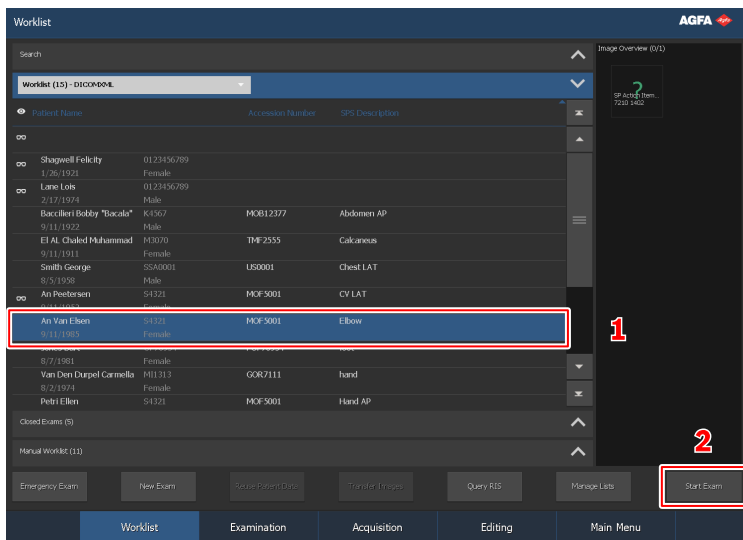 Worklist
AGFA
Search
Image Overview (0/1)
Worklist (15) - DICOMXML
SP Action Item...
7210 1402
Patient Name Accession Number SPS Description
Shagwell Felicity 0123456789
1/26/1921 Female
Lane Lois 0123456789
2/17/1974 Male
Baccilieri Bobby "Bacala" K4567 MOB12377 Abdomen AP
9/11/1922 Male
El AL Chaled Muhammad M3070 TMF2555 Calcaneus
9/11/1911 Female
Smith George SSA0001 US0001 Chest LAT
8/5/1958 Male
An Peetersen S4321 MOF5001 CV LAT
An Van Elsen S4321 MOF5001 Elbow
9/11/1985 Female
1
8/7/1981 Female
Van Den Durpel Carmella MI1313 GOR7111 hand
8/2/1974 Female
Petri Ellen S4321 MOF5001 Hand AP
Closed Exams (5)
Manual Worklist (11)
2
Emergency Exam New Exam Reuse Patient Data Transfer Images Query RIS Manage Lists Start Exam
Worklist Examination Acquisition Editing Main Menu